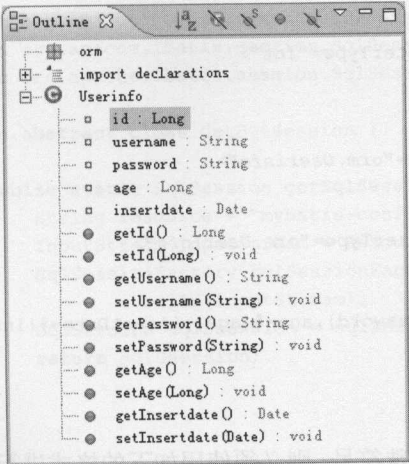 Outline
orm
import declarations
Userinfo
id : Long
username : String
password : String
age : Long
insertdate : Date
getId() : Long
setId(Long) : void
getUsername() : String
setUsername(String) : void
getPassword() : String
setPassword(String) : void
getAge() : Long
setAge(Long) : void
getInsertdate() : Date
setInsertdate(Date) : void